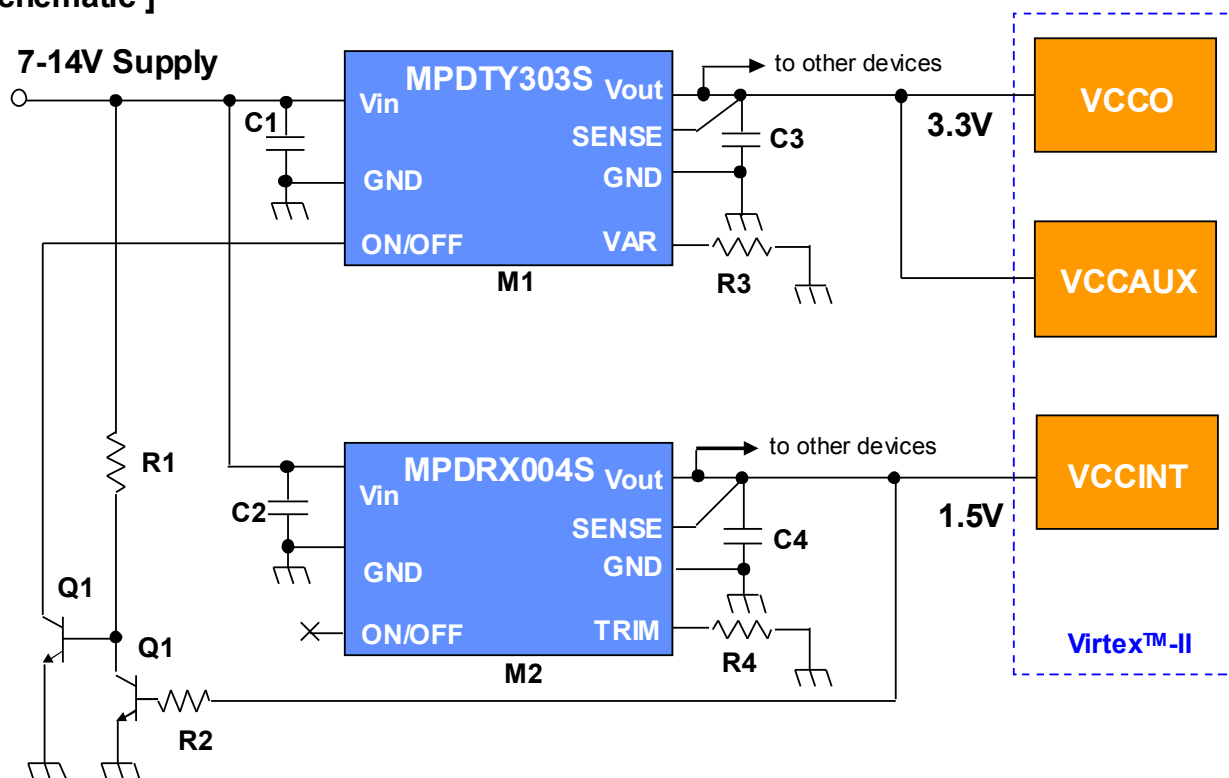 7-14V Supply
MPDTY303S
Vin
Vout
to other devices
C1
SENSE
C3
3.3V
VCCO
GND
GND
ON/OFF
VAR
M1
R3
VCCAUX
R1
MPDRX004S
Vin
Vout
to other devices
C2
SENSE
C4
1.5V
VCCINT
GND
GND
Q1
ON/OFF
TRIM
Q1
M2
R4
Virtex™-II
R2